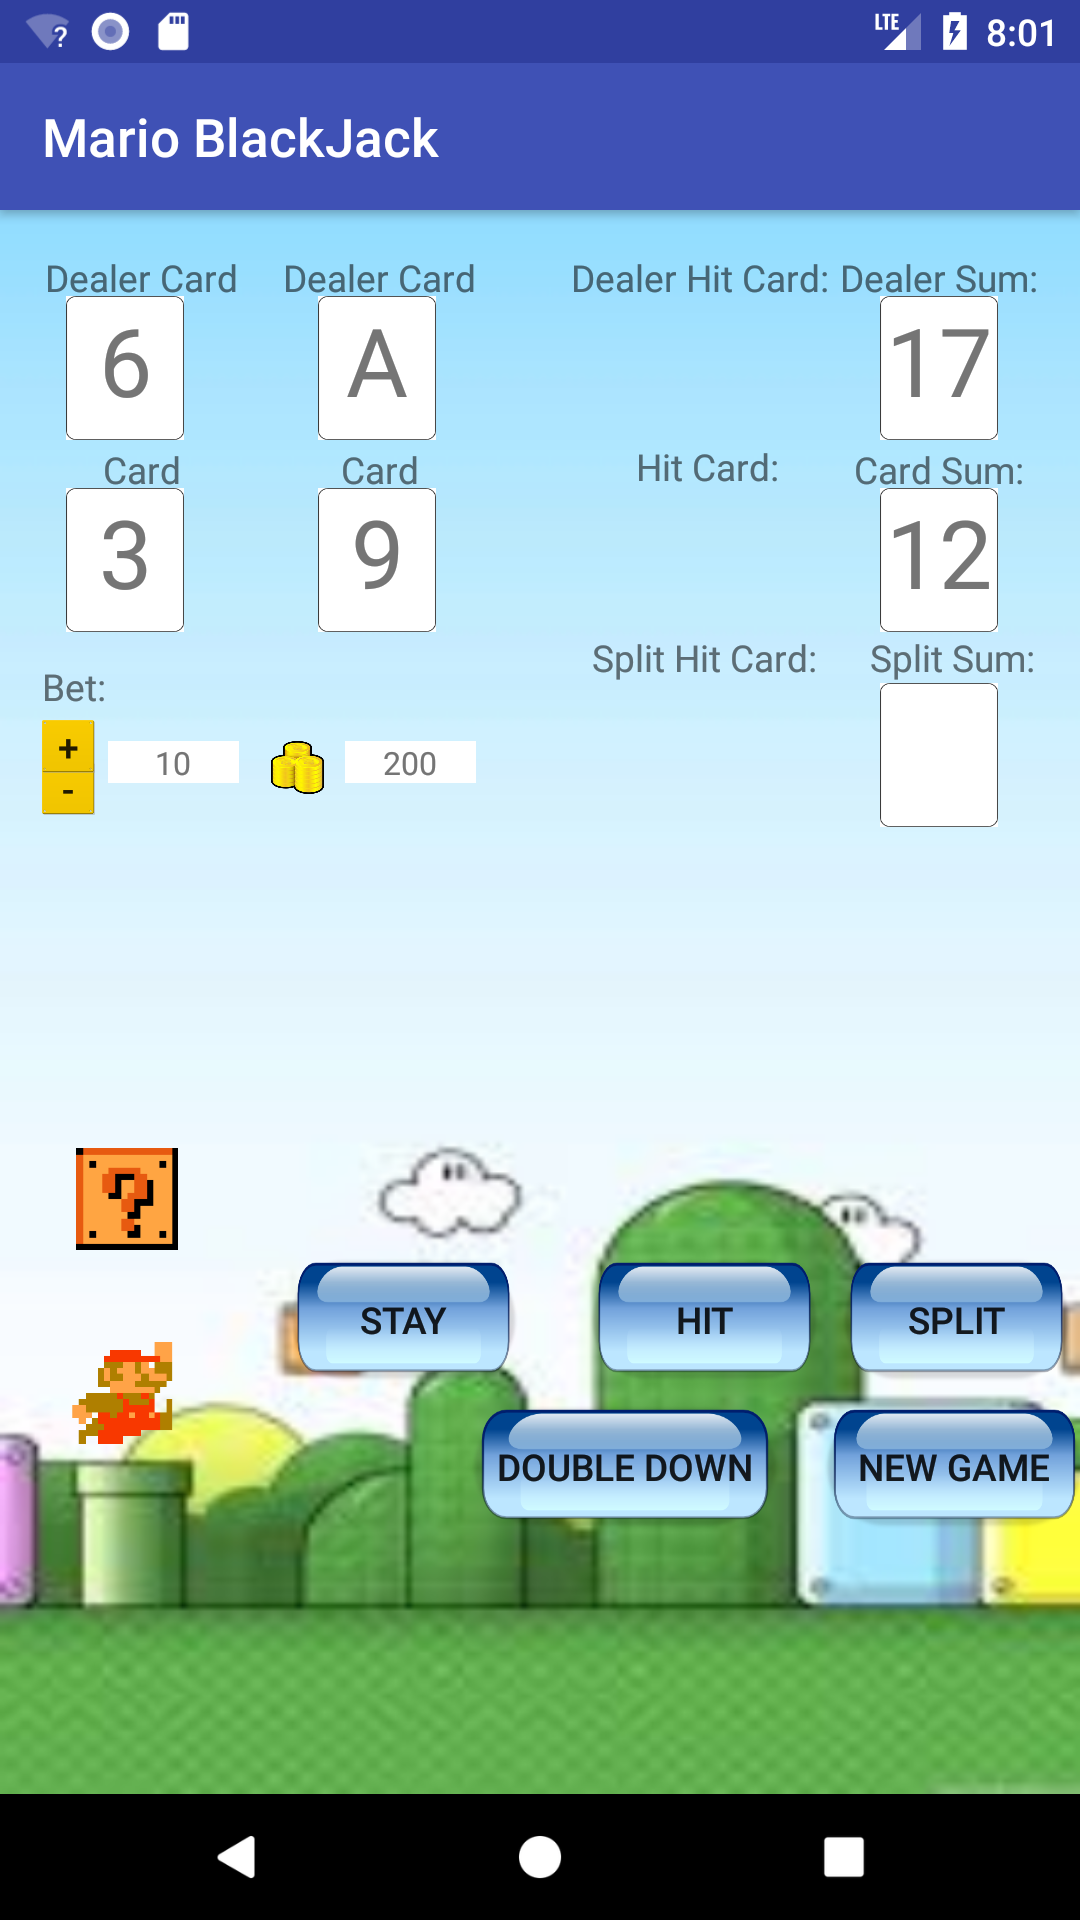 ? LTE 8:01
Mario BlackJack
Dealer Card Dealer Card Dealer Hit Card: Dealer Sum:
6 A 17
Card Card Hit Card: Card Sum:
3 9 12
Split Hit Card: Split Sum:
Bet:
+
10 200
-
?
STAY HIT SPLIT
DOUBLE DOWN NEW GAME